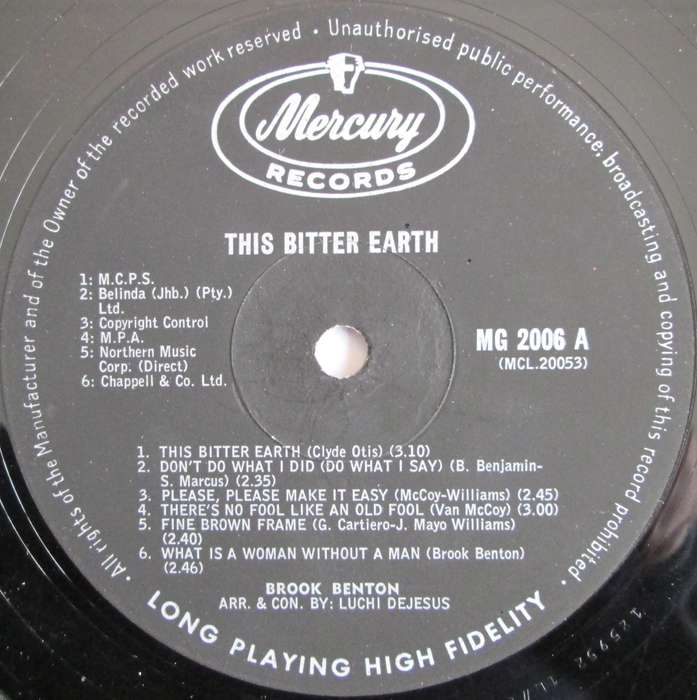 · All rights of the Manufacturer and of the Owner of the recorded work reserved · Unauthorised public performance, broadcasting and copying of this record prohibited ·
Mercury
RECORDS
THIS BITTER EARTH
1: M.C.P.S.
2: Belinda (Jhb.) (Pty.)
Ltd.
3: Copyright Control
4: M.P.A.
5: Northern Music
Corp. (Direct)
6: Chappell & Co. Ltd.
MG 2006 A
(MCL.20053)
1. THIS BITTER EARTH (Clyde Otis) (3.10)
2. DON'T DO WHAT I DID (DO WHAT I SAY) (B. Benjamin-
S. Marcus) (2.35)
3. PLEASE, PLEASE MAKE IT EASY (McCoy-Williams) (2.45)
4. THERE'S NO FOOL LIKE AN OLD FOOL (Van McCoy) (3.00)
5. FINE BROWN FRAME (G. Cartiero-J. Mayo Williams)
(2.40)
6. WHAT IS A WOMAN WITHOUT A MAN (Brook Benton)
(2.46)
BROOK BENTON
ARR. & CON. BY: LUCHI DEJESUS
LONG PLAYING HIGH FIDELITY